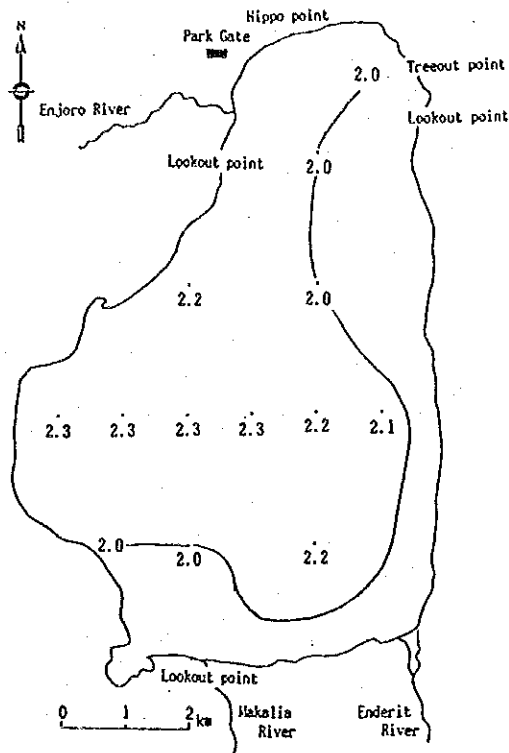 N
Hippo point
Park Gate
2.0
Treeout point
Enjoro River
Lookout point
Lookout point
2.0
2.2
2.0
2.3 2.3 2.3 2.3 2.2 2.1
2.0
2.0
2.2
Lookout point
0 1 2 km
Makalia
River
Enderit
River